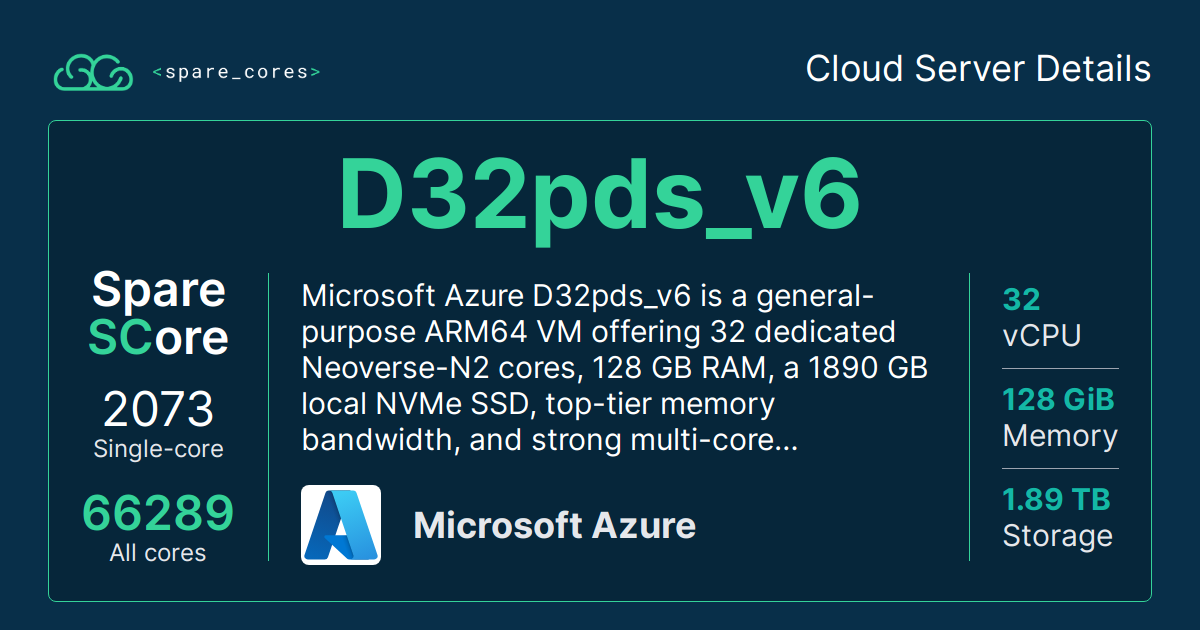 <spare_cores>
Cloud Server Details
D32pds_v6
Spare
SCore
2073
Single-core
66289
All cores
Microsoft Azure D32pds_v6 is a general-
purpose ARM64 VM offering 32 dedicated
Neoverse-N2 cores, 128 GB RAM, a 1890 GB
local NVMe SSD, top-tier memory
bandwidth, and strong multi-core...
Microsoft Azure
32
vCPU
128 GiB
Memory
1.89 TB
Storage